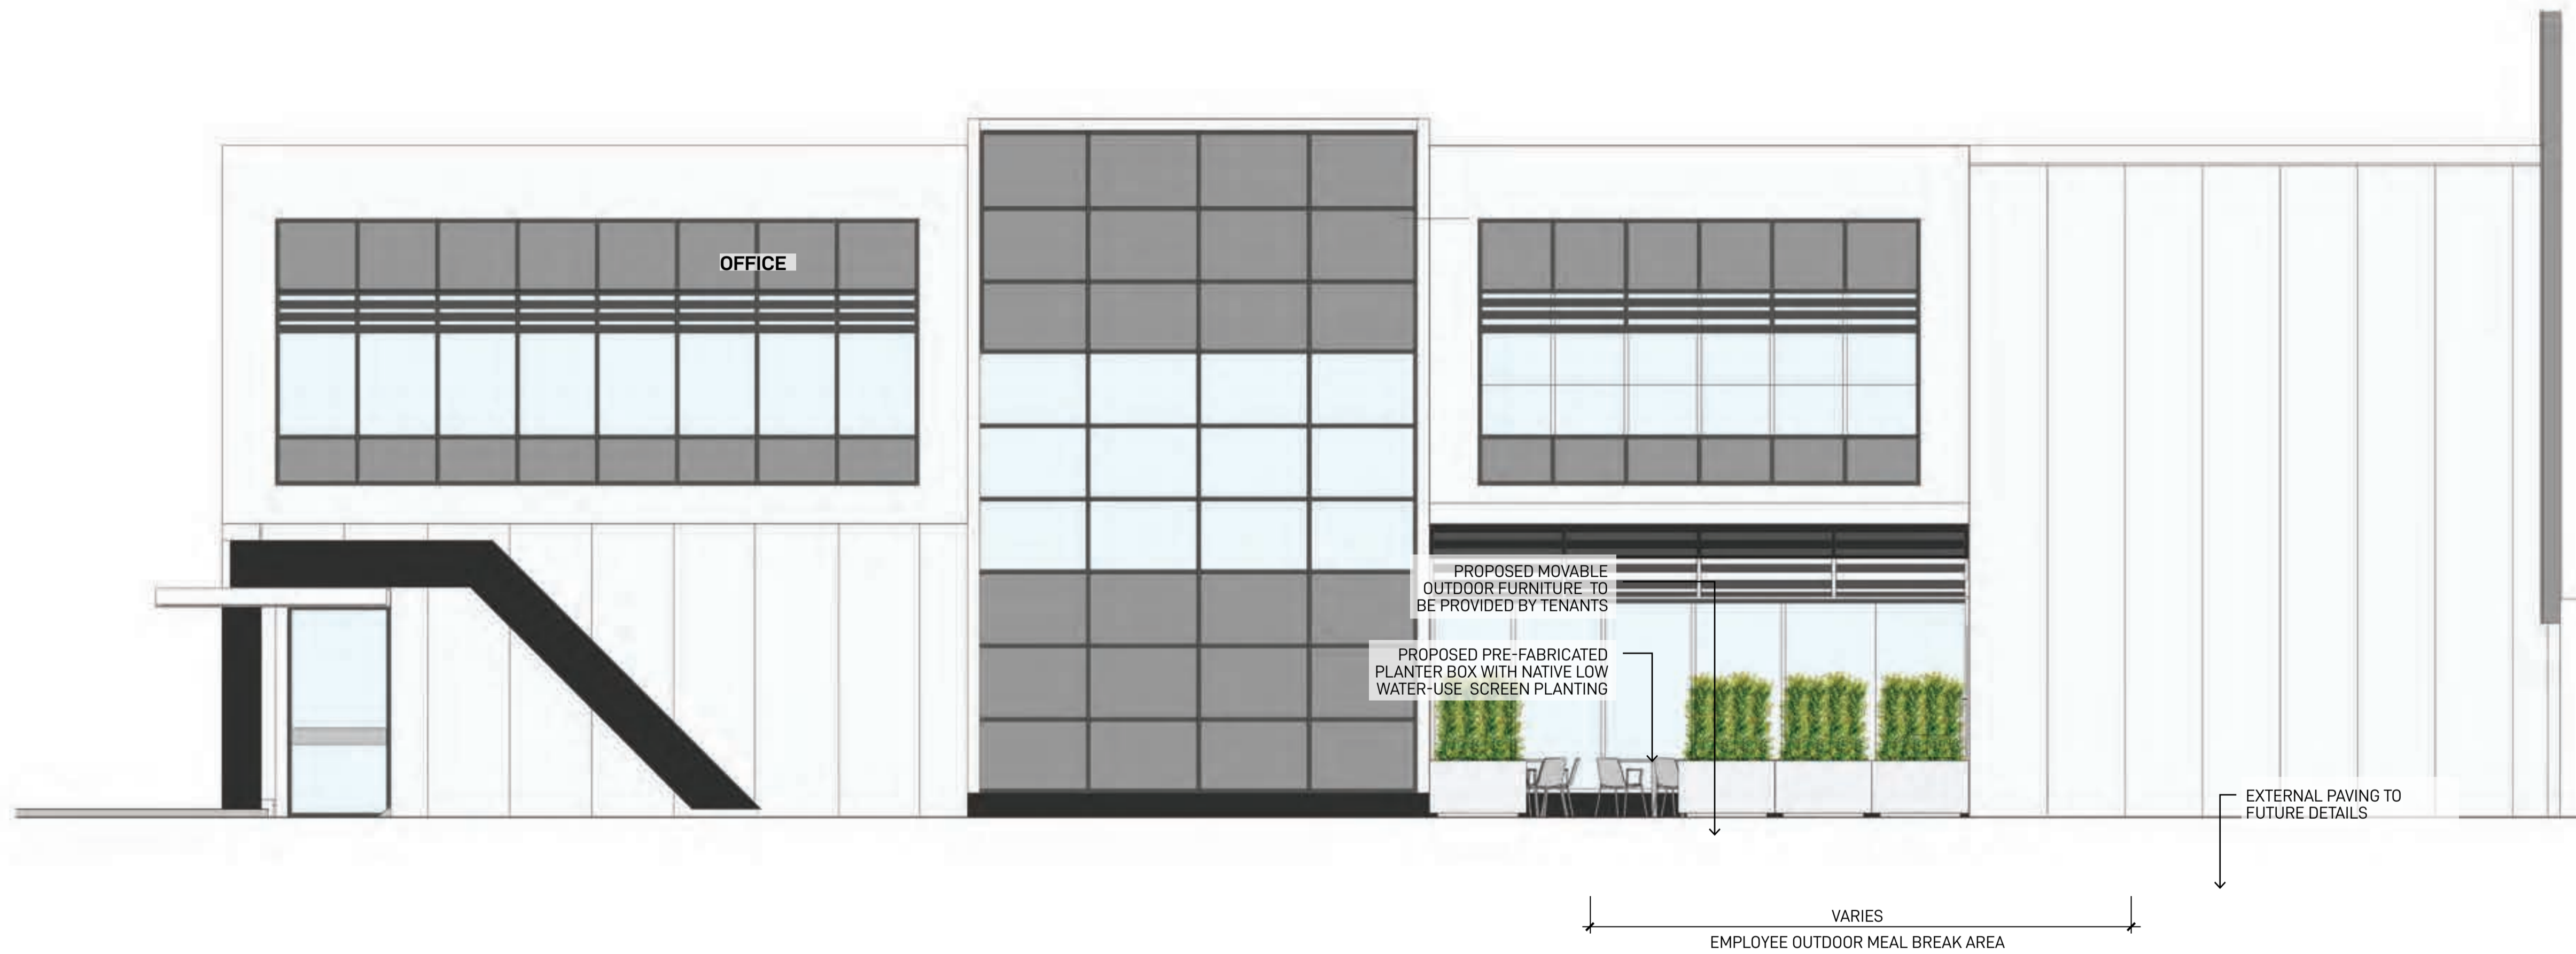 OFFICE
PROPOSED MOVABLE
OUTDOOR FURNITURE TO
BE PROVIDED BY TENANTS
PROPOSED PRE-FABRICATED
PLANTER BOX WITH NATIVE LOW
WATER-USE SCREEN PLANTING
EXTERNAL PAVING TO
FUTURE DETAILS
VARIES
EMPLOYEE OUTDOOR MEAL BREAK AREA